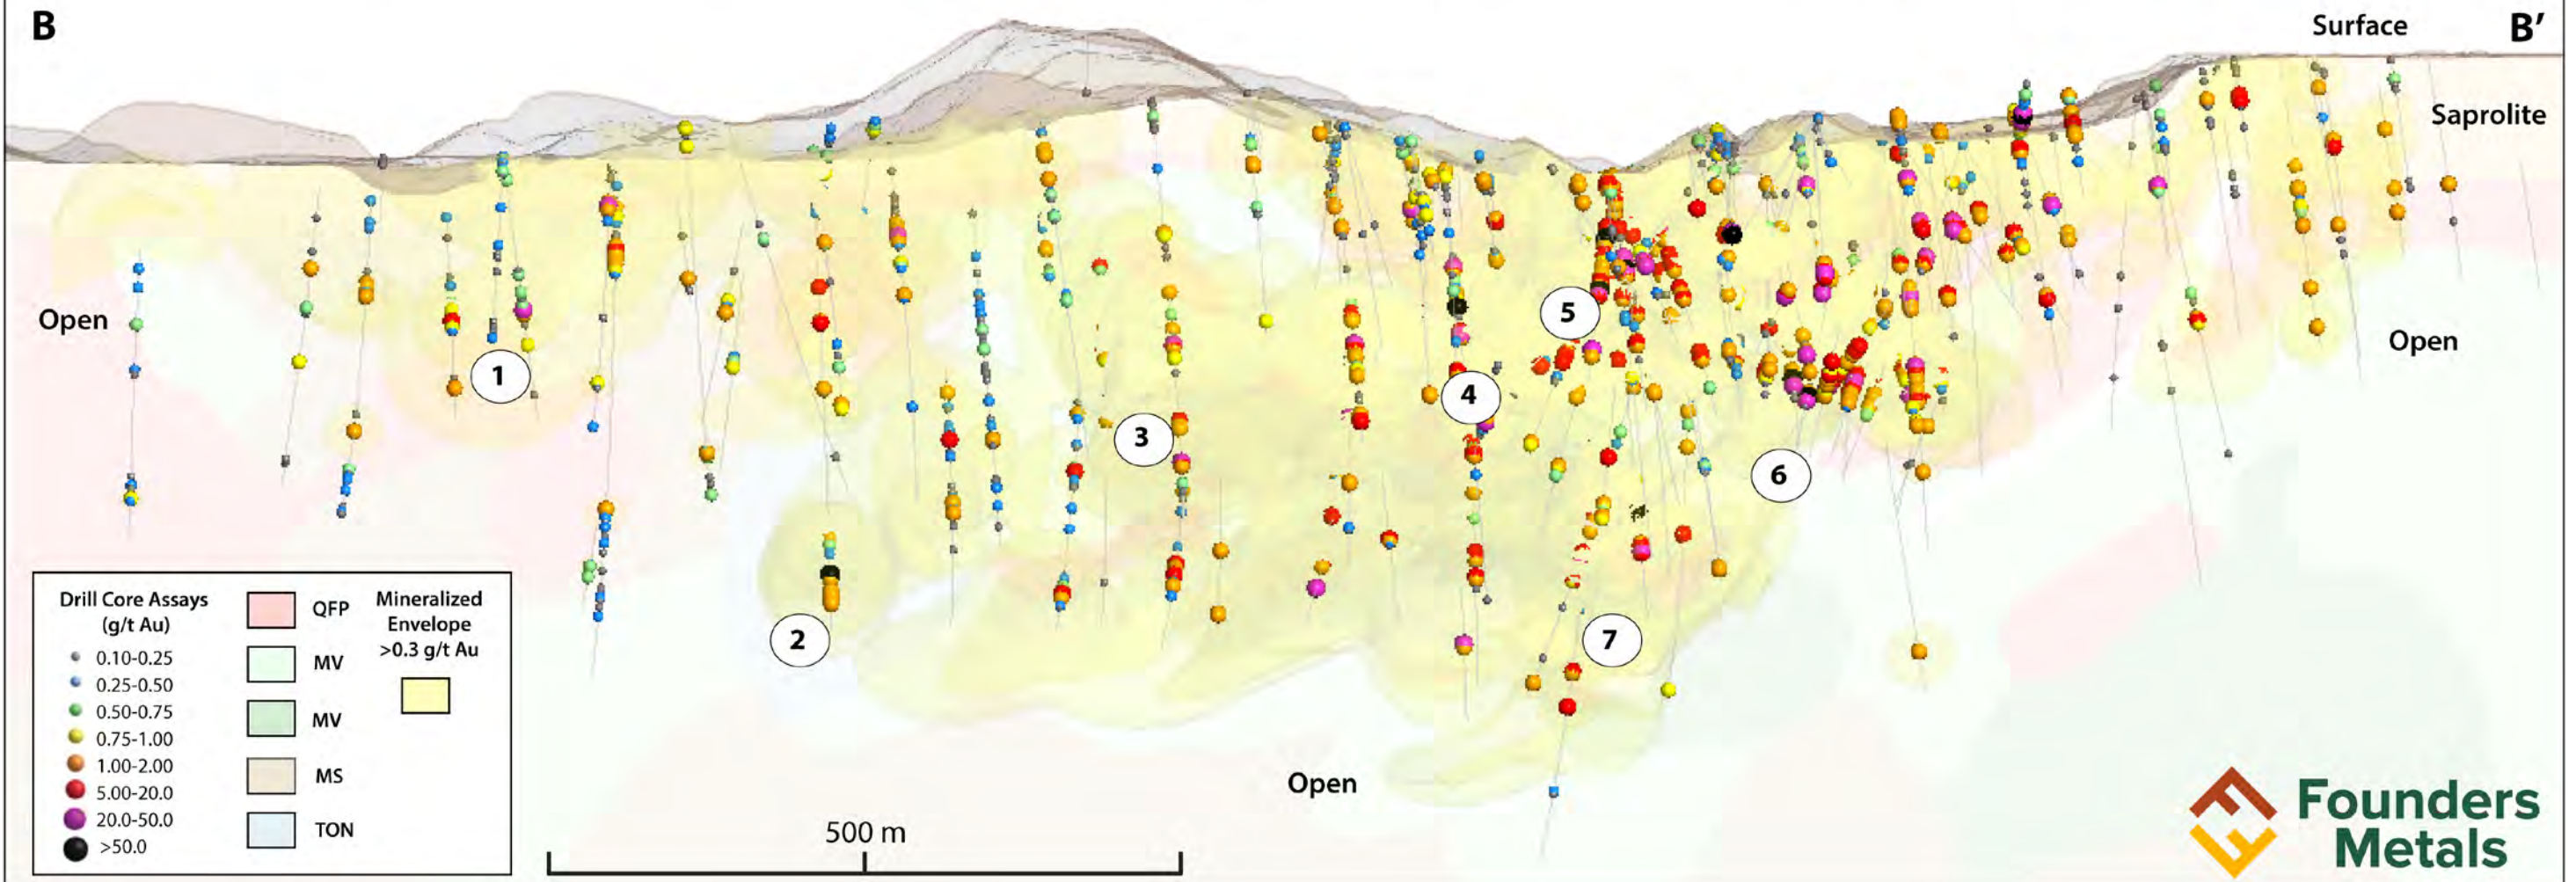 B
Surface
B′
Saprolite
Open
Open
1
2
3
4
5
6
7
Open
500 m
Drill Core Assays
(g/t Au)
0.10-0.25
0.25-0.50
0.50-0.75
0.75-1.00
1.00-2.00
5.00-20.0
20.0-50.0
>50.0
QFP
MV
MV
MS
TON
Mineralized
Envelope
>0.3 g/t Au
Founders
Metals